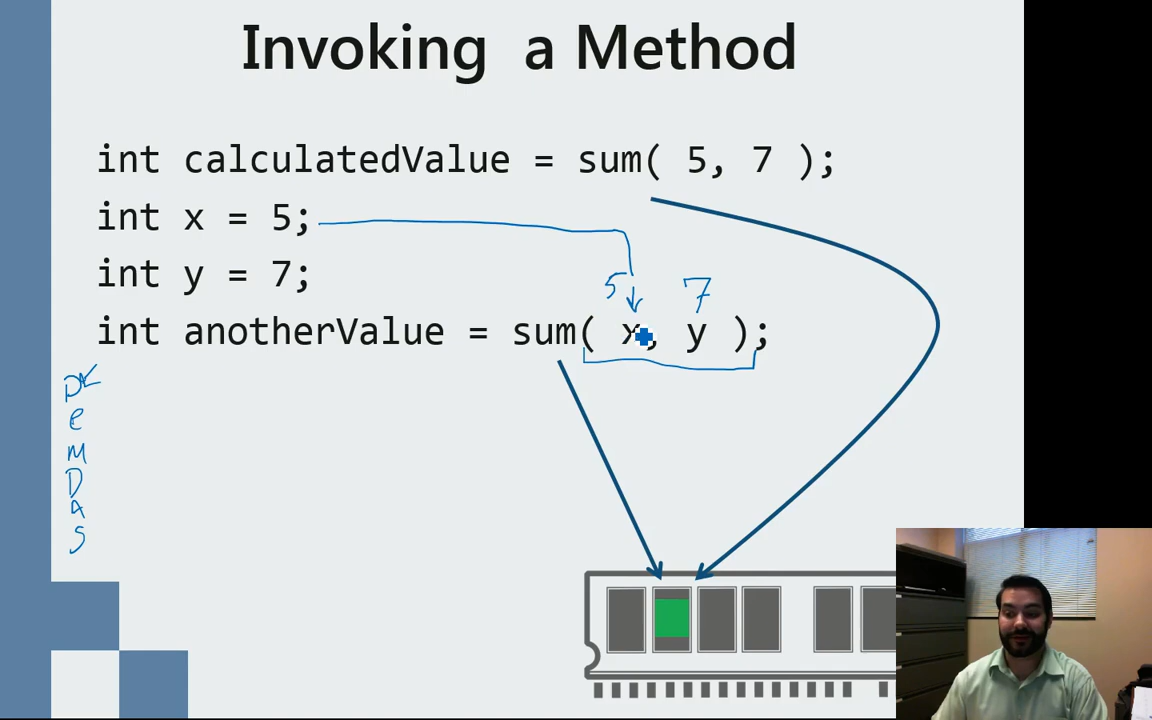 Invoking a Method
int calculatedValue = sum( 5, 7 );
int x = 5;
int y = 7;
5 7
int anotherValue = sum( x, y );
P
e
M
D
A
S